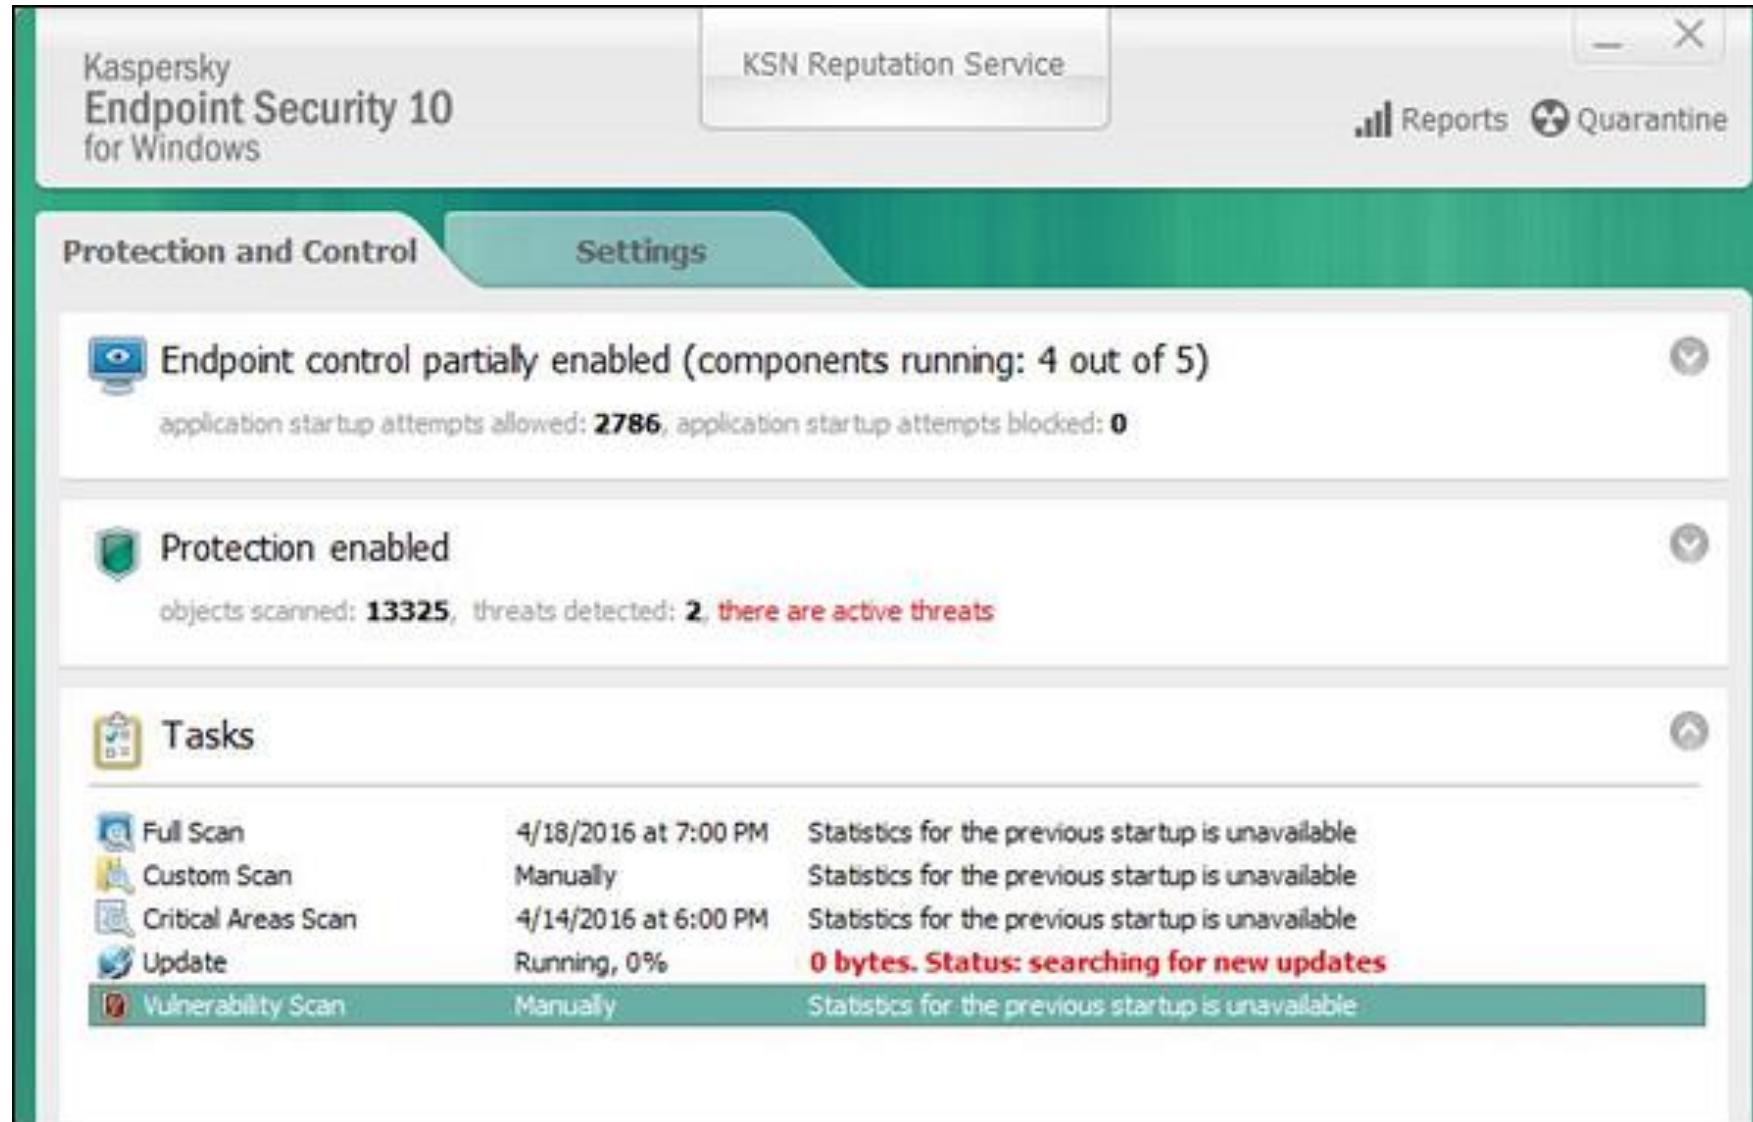 Kaspersky
Endpoint Security 10
for Windows
KSN Reputation Service
Reports Quarantine
Protection and Control Settings
Endpoint control partially enabled (components running: 4 out of 5)
application startup attempts allowed: 2786, application startup attempts blocked: 0
Protection enabled
objects scanned: 13325, threats detected: 2, there are active threats
Tasks
Full Scan 4/18/2016 at 7:00 PM Statistics for the previous startup is unavailable
Custom Scan Manually Statistics for the previous startup is unavailable
Critical Areas Scan 4/14/2016 at 6:00 PM Statistics for the previous startup is unavailable
Update Running, 0% 0 bytes. Status: searching for new updates
Vulnerability Scan Manually Statistics for the previous startup is unavailable